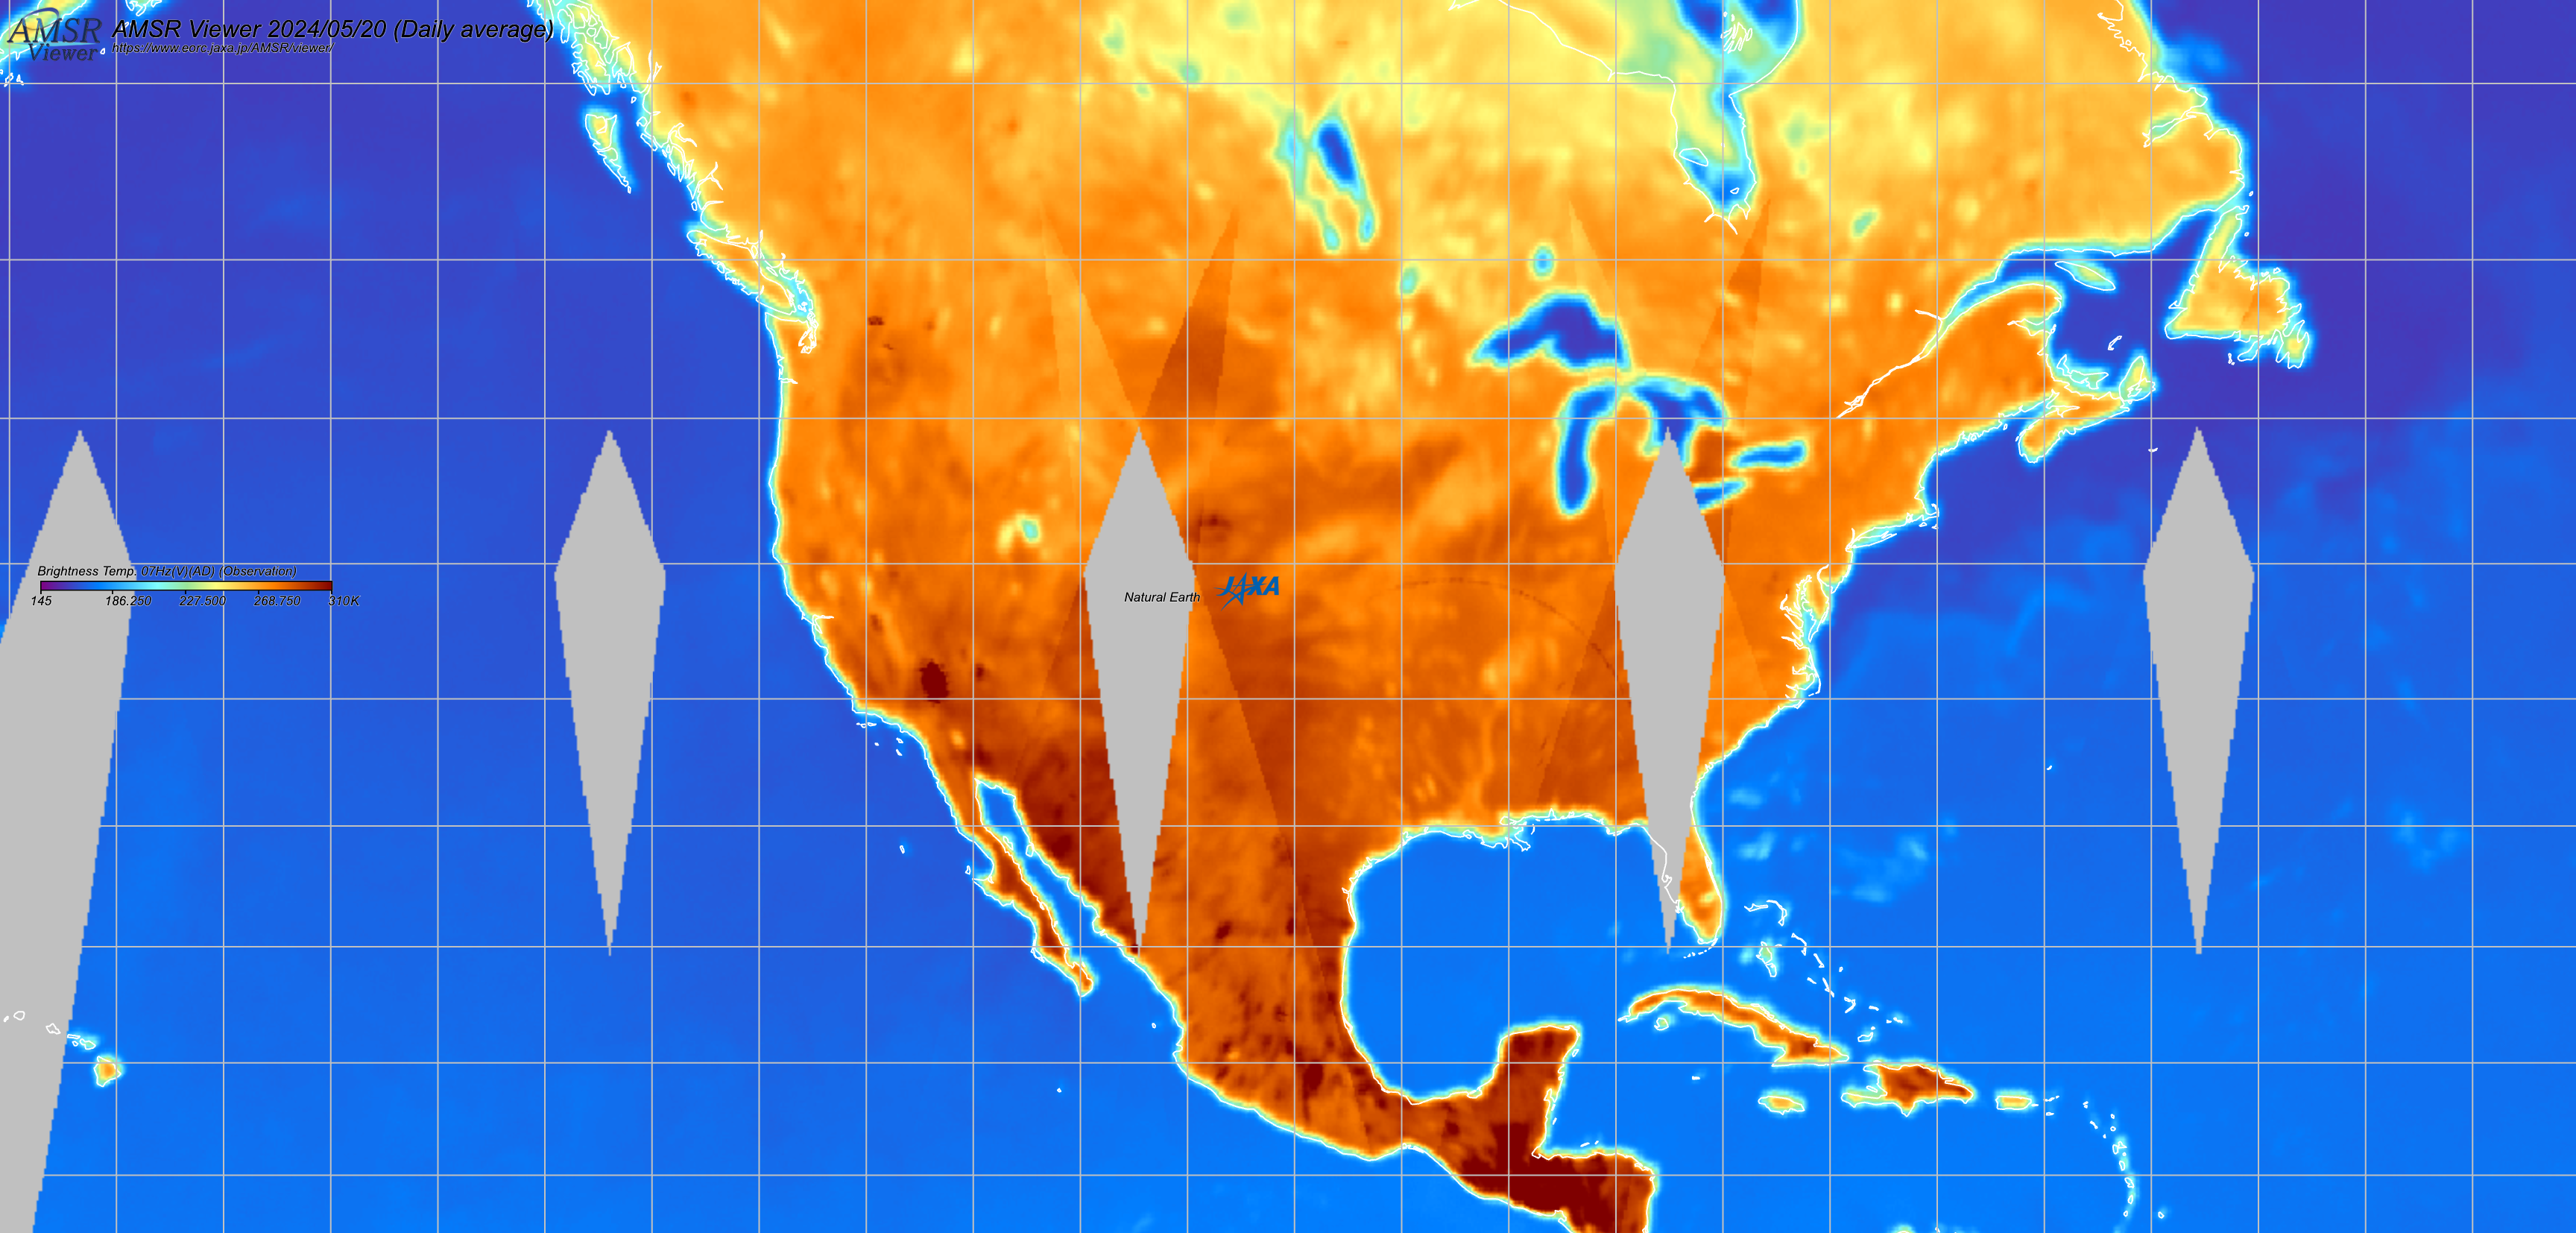 AMSR
Viewer
AMSR Viewer 2024/05/20 (Daily average)
https://www.eorc.jaxa.jp/AMSR/viewer/
Brightness Temp. 07Hz(V)(AD) (Observation)
145 186.250 227.500 268.750 310K
Natural Earth
JAXA